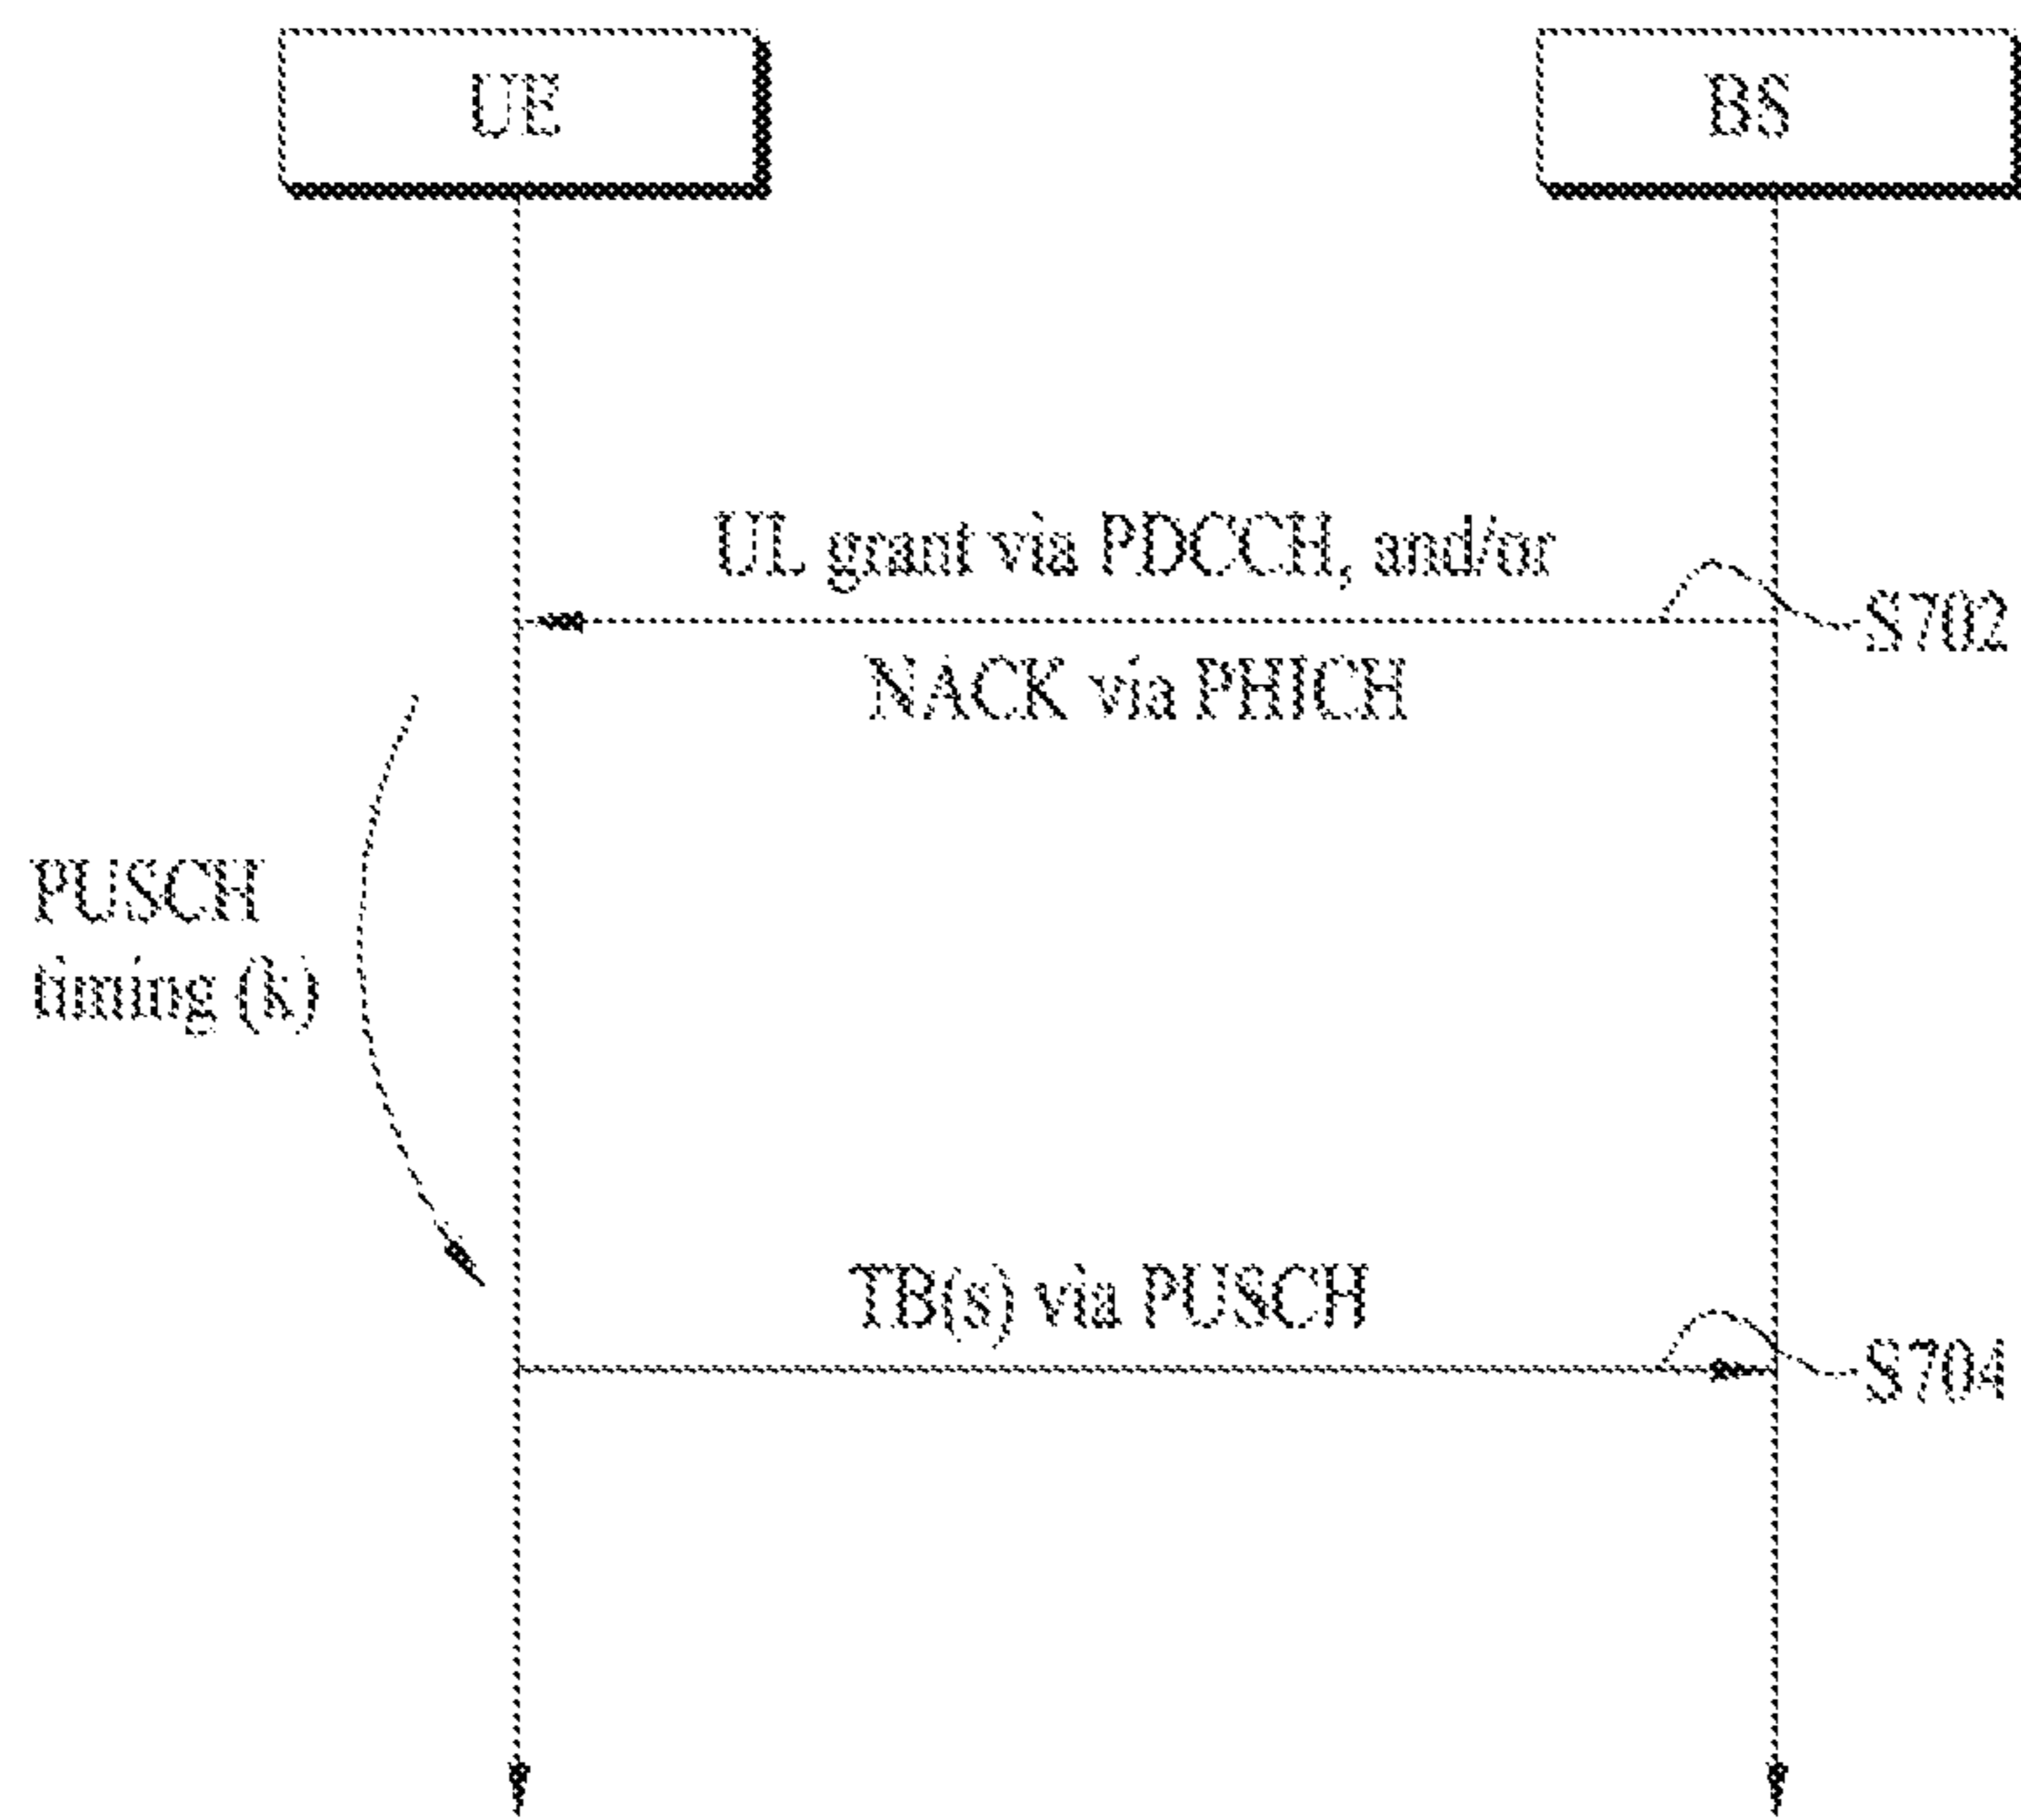 UE
BS
UL grant via PDCCH, and/or
S702
NACK via PHICH
PUSCH
timing (k)
TB(s) via PUSCH
S704